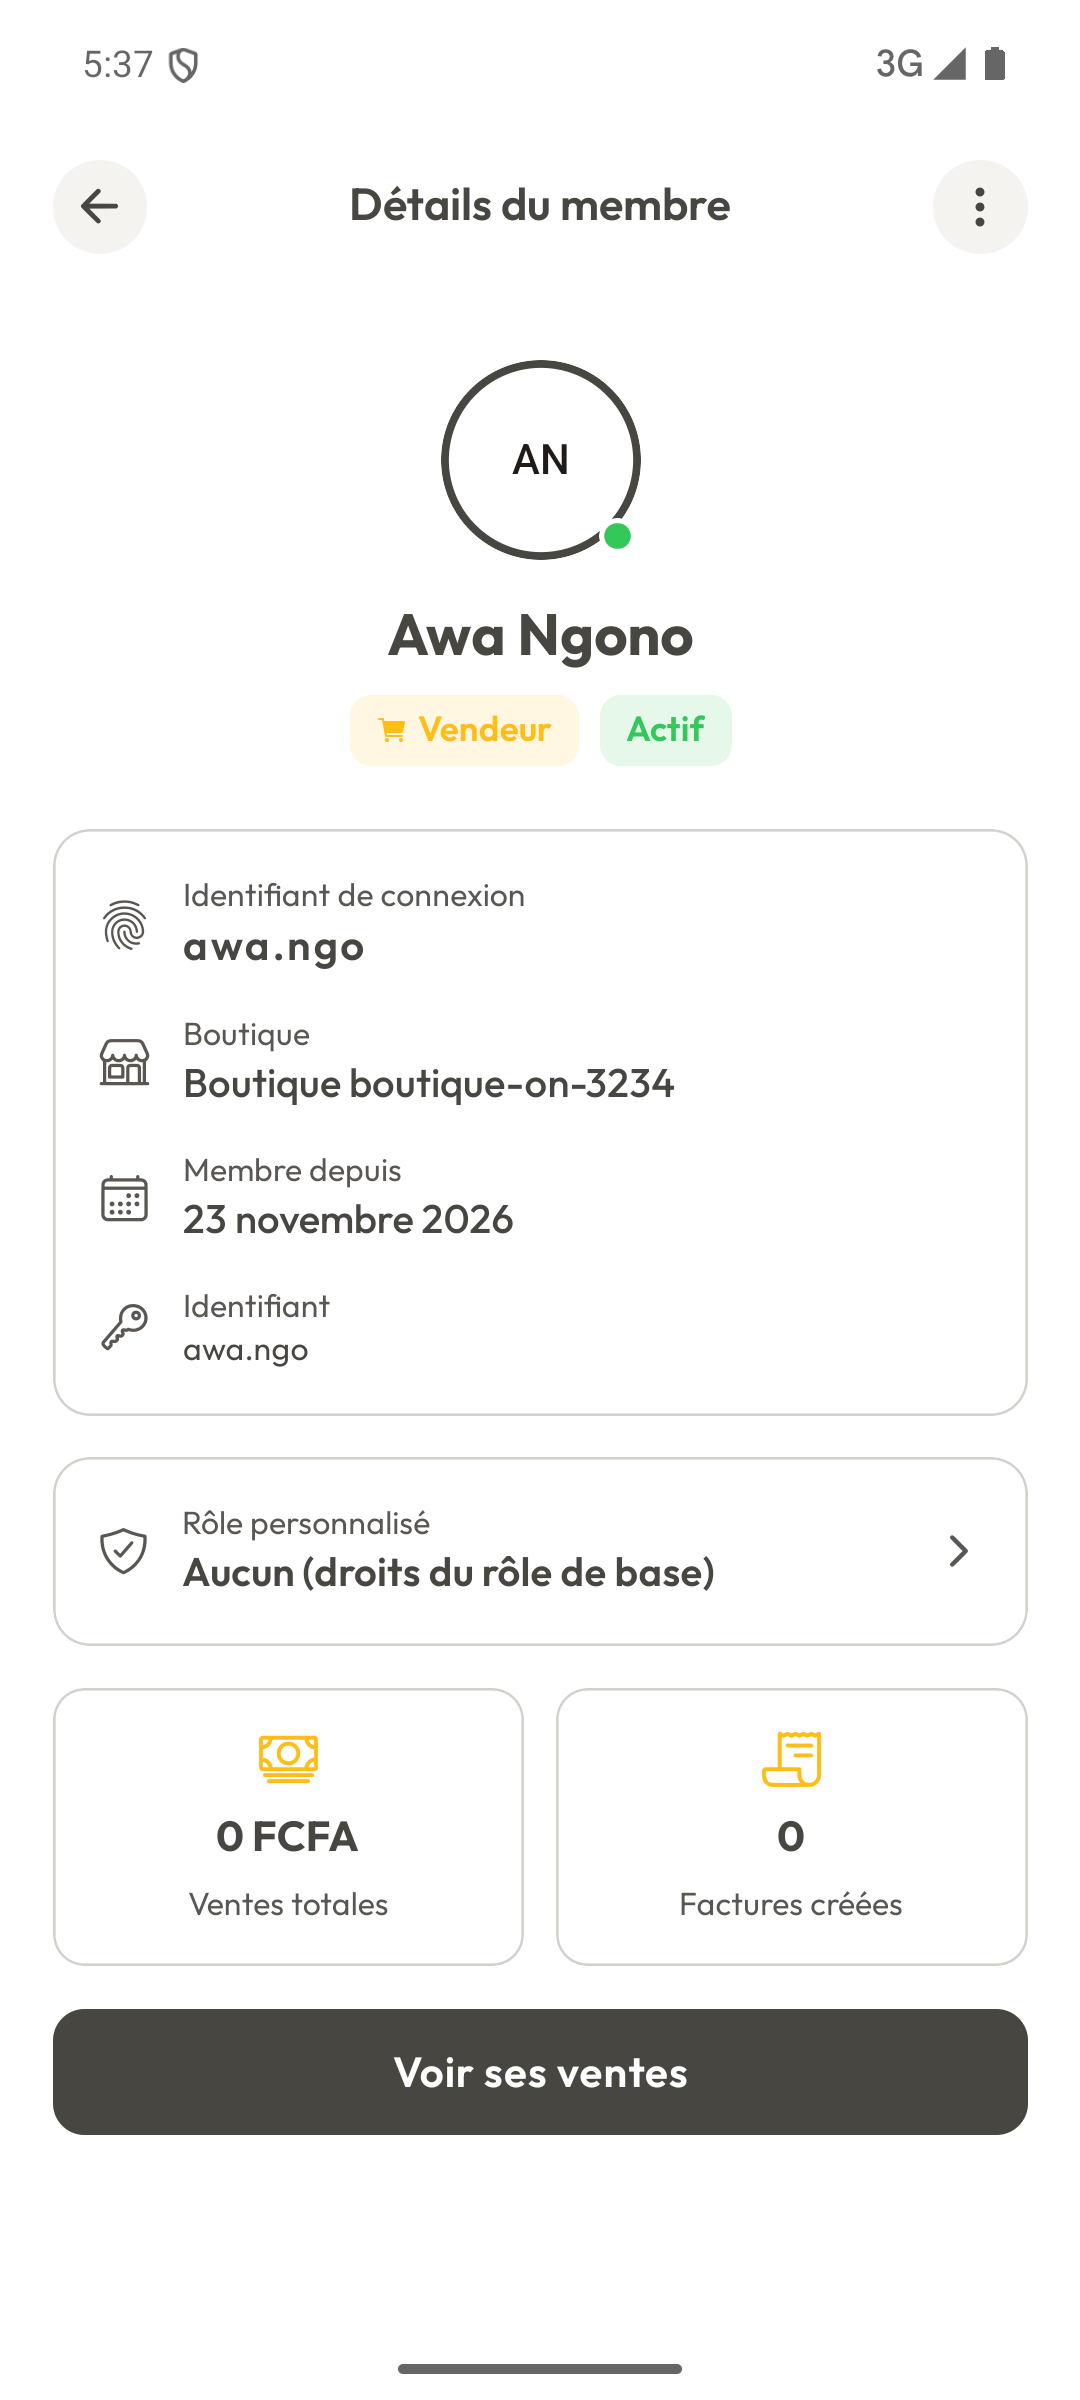 5:37
3G
Détails du membre
AN
Awa Ngono
Vendeur
Actif
Identifiant de connexion
awa.ngo
Boutique
Boutique boutique-on-3234
Membre depuis
23 novembre 2026
Identifiant
awa.ngo
Rôle personnalisé
Aucun (droits du rôle de base)
0 FCFA
Ventes totales
0
Factures créées
Voir ses ventes